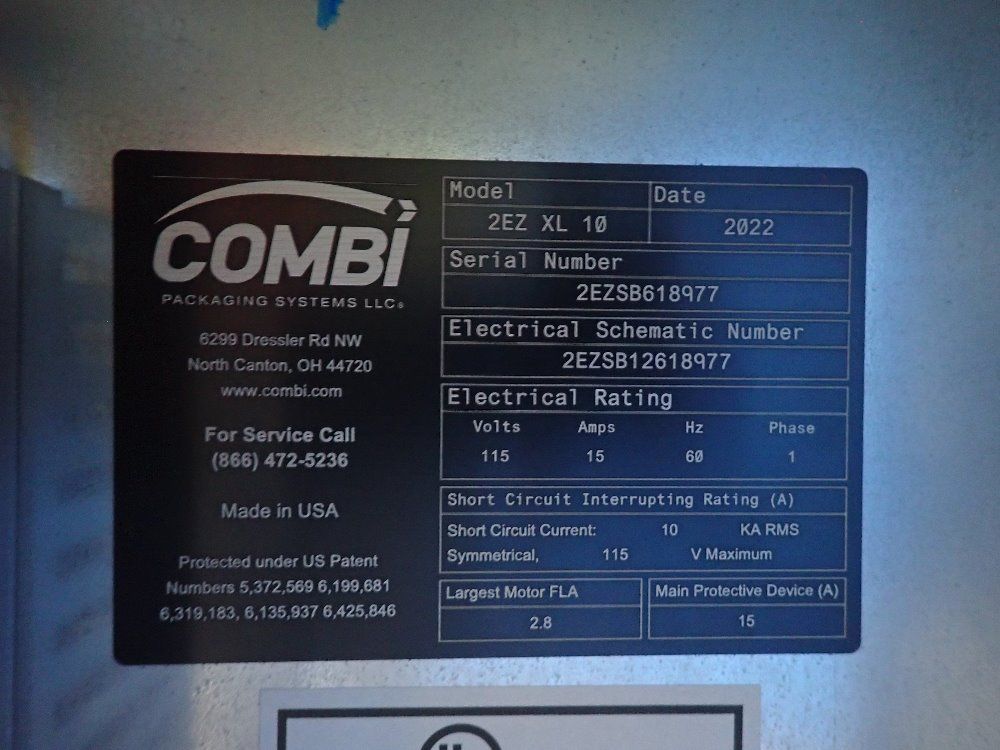 COMBI
PACKAGING SYSTEMS LLC
6299 Dressler Rd NW
North Canton, OH 44720
www.combi.com
For Service Call
(866) 472-5236
Made in USA
Protected under US Patent
Numbers 5,372,569 6,199,681
6,319,183, 6,135,937 6,425,846
Model Date
2EZ XL 10 2022
Serial Number
2EZSB618977
Electrical Schematic Number
2EZSB12618977
Electrical Rating
Volts Amps Hz Phase
115 15 60 1
Short Circuit Interrupting Rating (A)
Short Circuit Current: 10 KA RMS
Symmetrical, 115 V Maximum
Largest Motor FLA Main Protective Device (A)
2.8 15